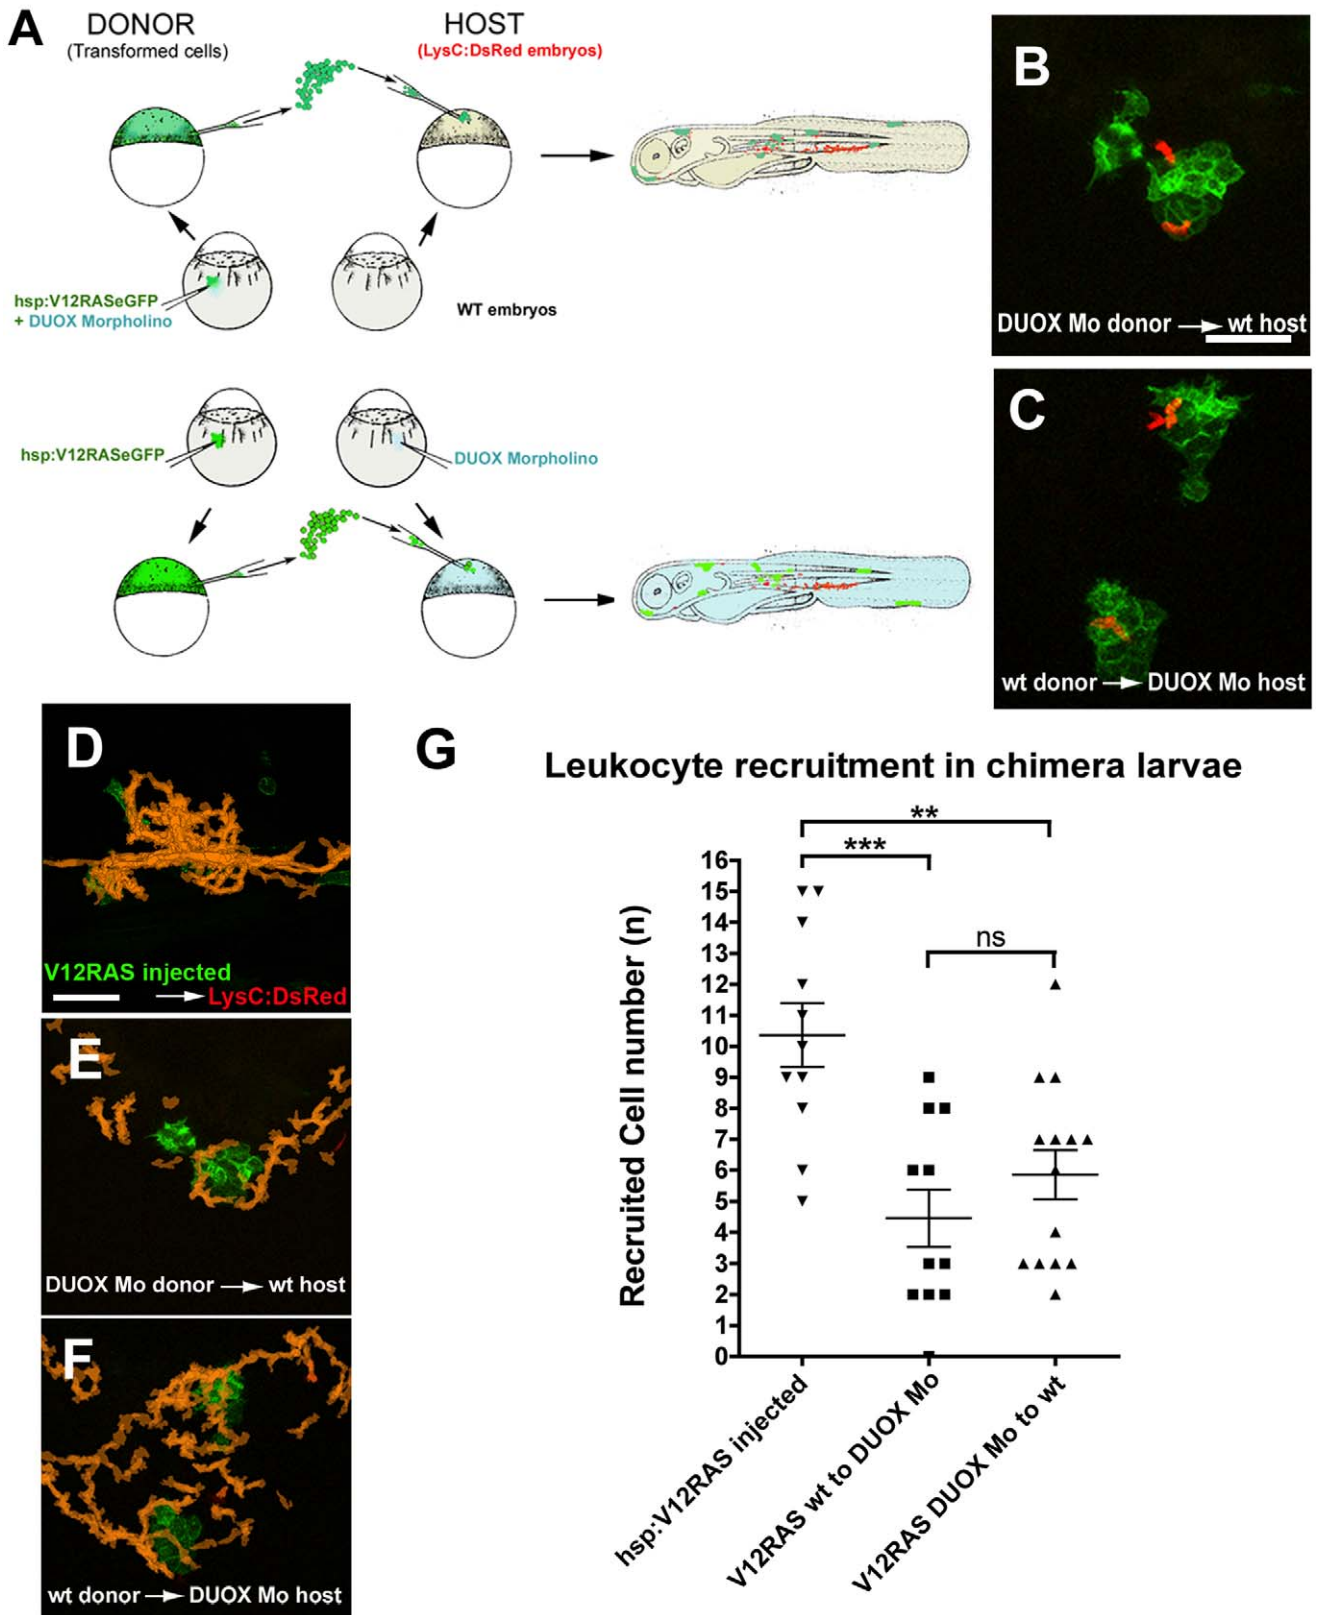 A
DONOR
(Transformed cells)
HOST
(LysC:DsRed embryos)
hsp:V12RASeGFP
+ DUOX Morpholino
WT embryos
hsp:V12RASeGFP
DUOX Morpholino
B
DUOX Mo donor → wt host
C
wt donor → DUOX Mo host
D
V12RAS injected
→ LysC:DsRed
E
DUOX Mo donor → wt host
F
wt donor → DUOX Mo host
G
Leukocyte recruitment in chimera larvae
**
***
ns
Recruited Cell number (n)
16
15
14
13
12
11
10
9
8
7
6
5
4
3
2
1
0
hsp:V12RAS injected
V12RAS wt to DUOX Mo
V12RAS DUOX Mo to wt